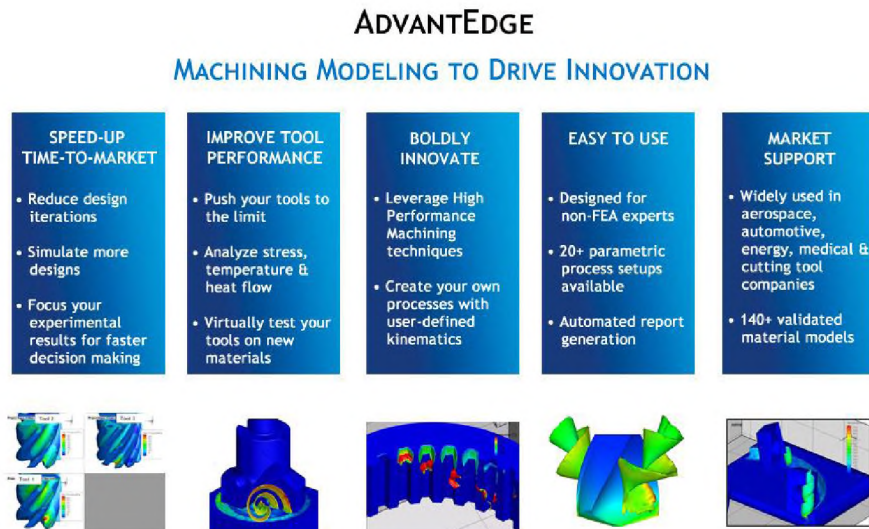 ADVANTEDGE
MACHINING MODELING TO DRIVE INNOVATION
SPEED-UP
TIME-TO-MARKET
• Reduce design
iterations
• Simulate more
designs
• Focus your
experimental
results for faster
decision making
IMPROVE TOOL
PERFORMANCE
• Push your tools to
the limit
• Analyze stress,
temperature &
heat flow
• Virtually test your
tools on new
materials
BOLDLY
INNOVATE
• Leverage High
Performance
Machining
techniques
• Create your own
processes with
user-defined
kinematics
EASY TO USE
• Designed for
non-FEA experts
• 20+ parametric
process setups
available
• Automated report
generation
MARKET
SUPPORT
• Widely used in
aerospace,
automotive,
energy, medical &
cutting tool
companies
• 140+ validated
material models